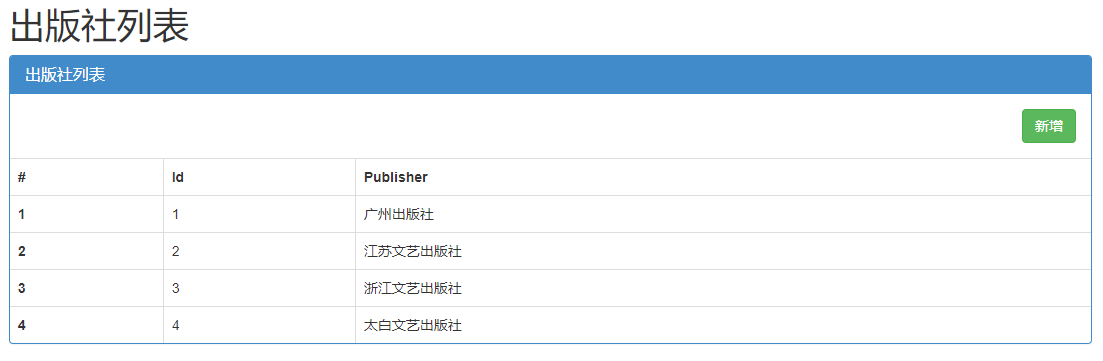 出版社列表
出版社列表
新增
# Id Publisher
1 1 广州出版社
2 2 江苏文艺出版社
3 3 浙江文艺出版社
4 4 太白文艺出版社